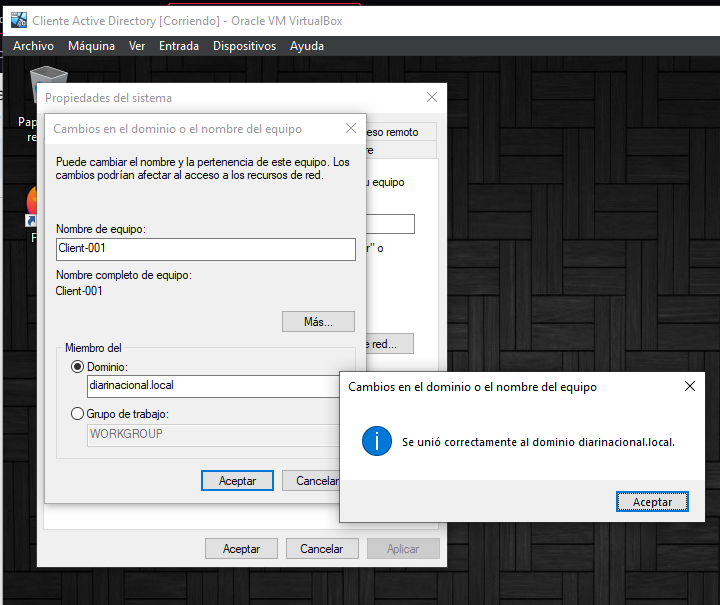 Cliente Active Directory [Corriendo] - Oracle VM VirtualBox
Archivo Máquina Ver Entrada Dispositivos Ayuda
Propiedades del sistema
Cambios en el dominio o el nombre del equipo
Puede cambiar el nombre y la pertenencia de este equipo. Los
cambios podrían afectar al acceso a los recursos de red.
Nombre de equipo:
Client-001
Nombre completo de equipo:
Client-001
Más...
Miembro del
Dominio:
diarinacional.local
Grupo de trabajo:
WORKGROUP
Aceptar Cancelar
remoto
equipo
" o
red...
Cambios en el dominio o el nombre del equipo
Se unió correctamente al dominio diarinacional.local.
Aceptar
Aceptar Cancelar Aplicar